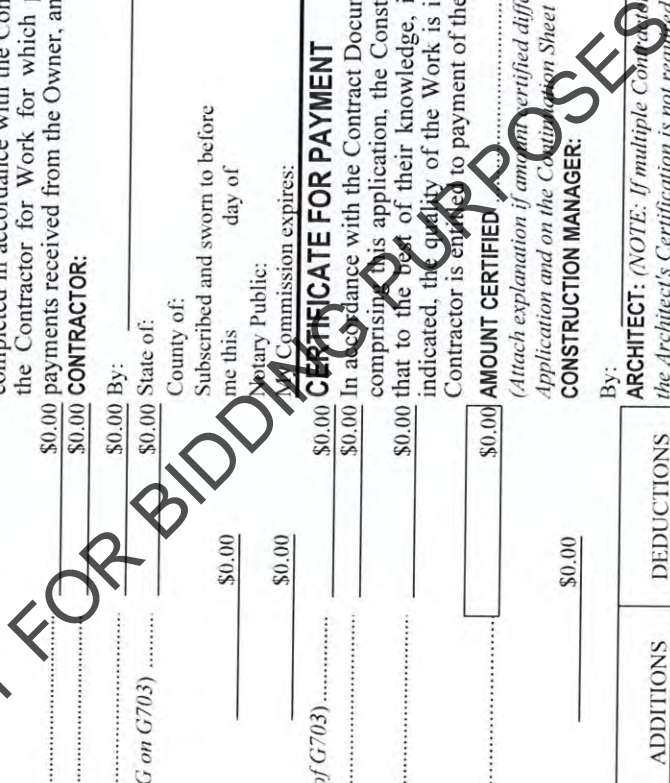 completed in accordance with the Con
the Contractor for Work for which p
$0.00 payments received from the Owner, an
$0.00 CONTRACTOR:
$0.00 By:
G on G703) $0.00 State of:
County of:
Subscribed and sworn to before
$0.00 me this day of
Notary Public:
$0.00 My Commission expires:
CERTIFICATE FOR PAYMENT
of G703) $0.00
$0.00 In accordance with the Contract Docum
comprising this application, the Const
$0.00 that to the best of their knowledge, i
indicated, the quality of the Work is i
Contractor is entitled to payment of the
$0.00 AMOUNT CERTIFIED
(Attach explanation if amount certified diffe
Application and on the Continuation Sheet
$0.00 CONSTRUCTION MANAGER:
By:
ADDITIONS DEDUCTIONS ARCHITECT: (NOTE: If multiple Contractor
the Architect's Certification is not required
FOR BIDDING PURPOSES